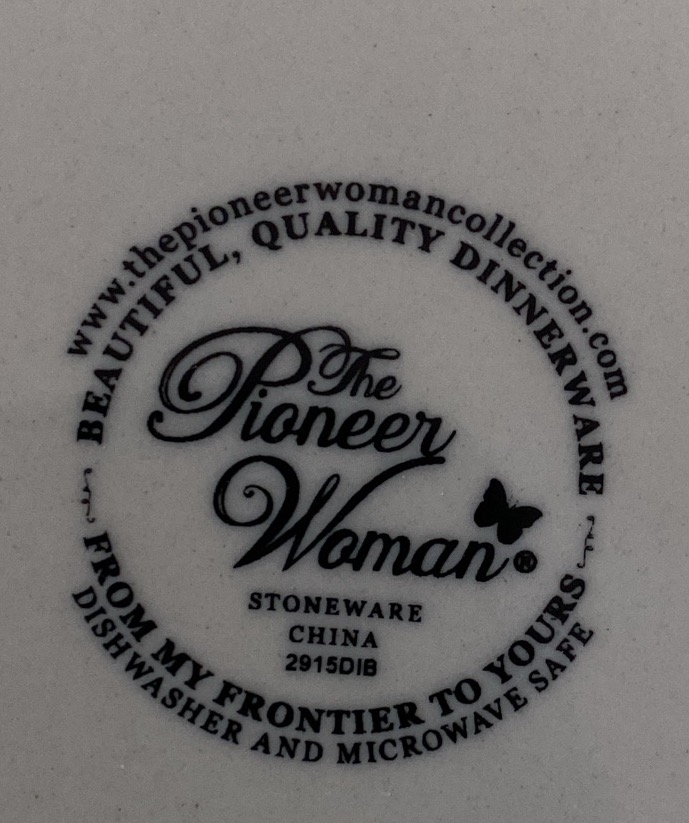 www.thepioneerwomancollection.com
BEAUTIFUL, QUALITY DINNERWARE
The
Pioneer
Woman®
STONEWARE
CHINA
2915DIB
FROM MY FRONTIER TO YOURS
DISHWASHER AND MICROWAVE SAFE